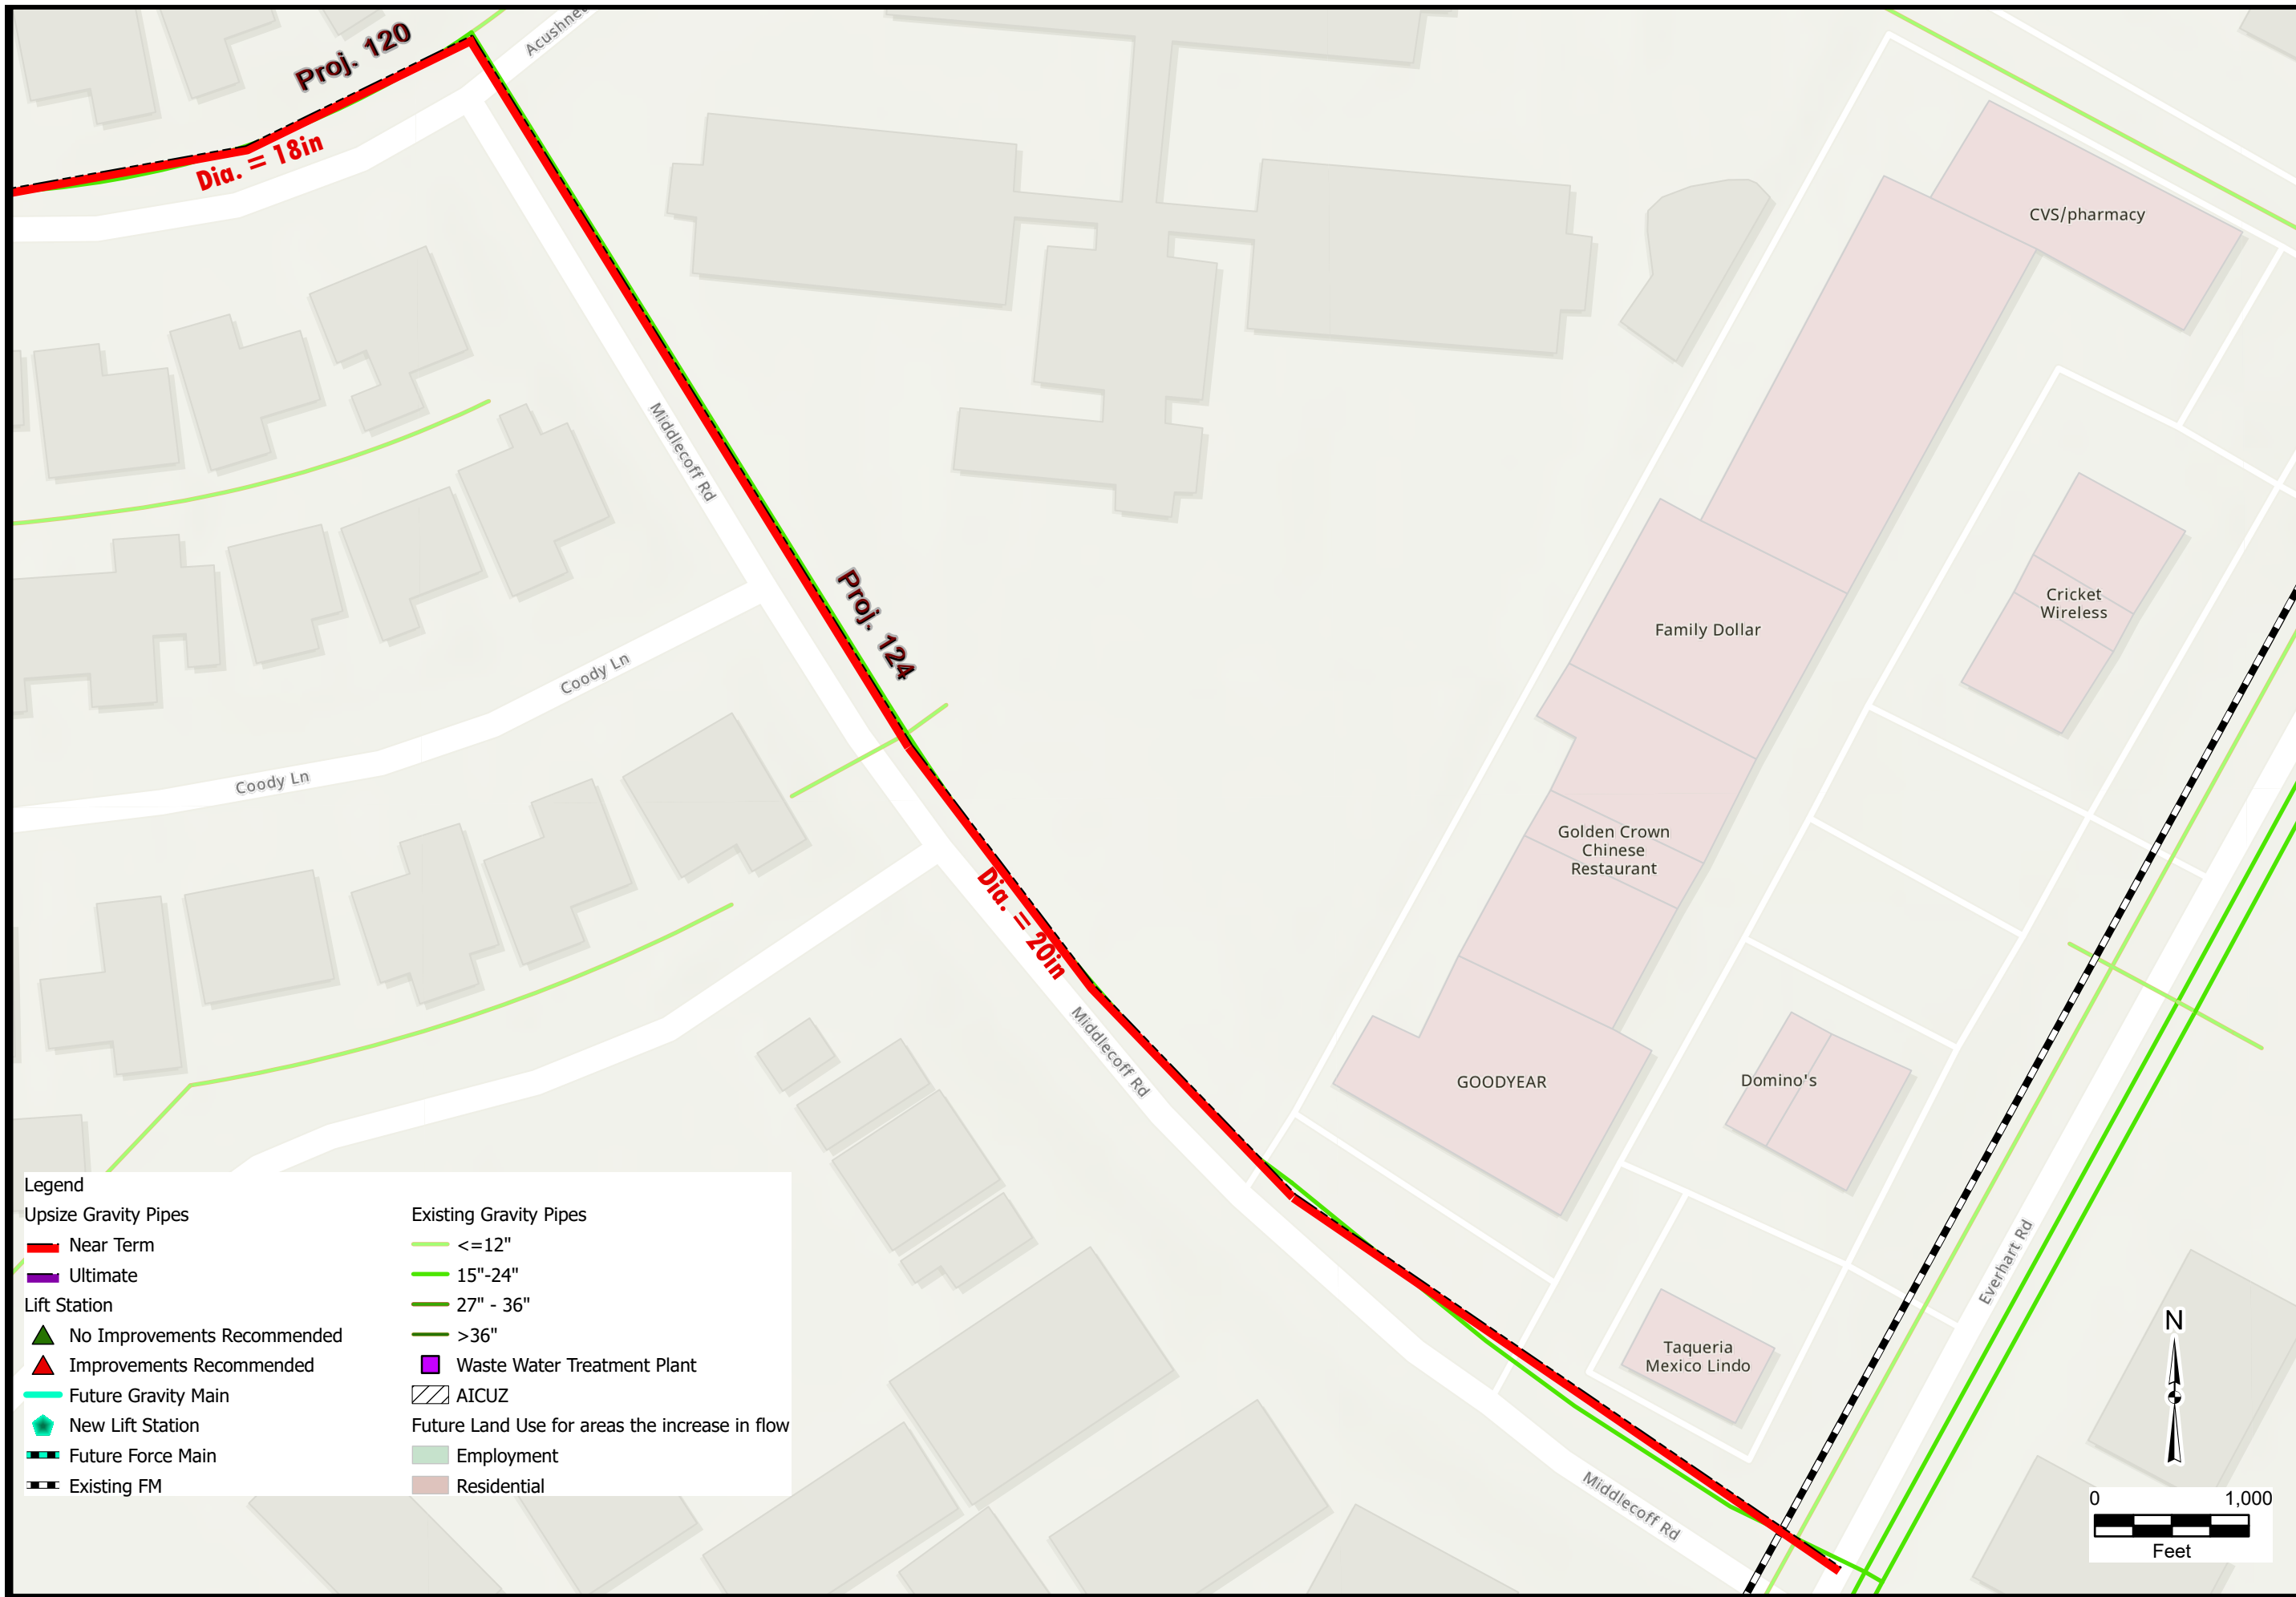 Proj. 120
Acushnet
Dia. = 18in
CVS/pharmacy
Middlecoff Rd
Cricket
Wireless
Family Dollar
Proj. 124
Coody Ln
Coody Ln
Golden Crown
Chinese
Restaurant
Dia. = 20in
Middlecoff Rd
GOODYEAR
Domino's
Everhart Rd
Taqueria
Mexico Lindo
Middlecoff Rd
Legend
Upsize Gravity Pipes
Near Term
Ultimate
Lift Station
No Improvements Recommended
Improvements Recommended
Future Gravity Main
New Lift Station
Future Force Main
Existing FM
Existing Gravity Pipes
<=12"
15"-24"
27" - 36"
>36"
Waste Water Treatment Plant
AICUZ
Future Land Use for areas the increase in flow
Employment
Residential
N
0 1,000
Feet